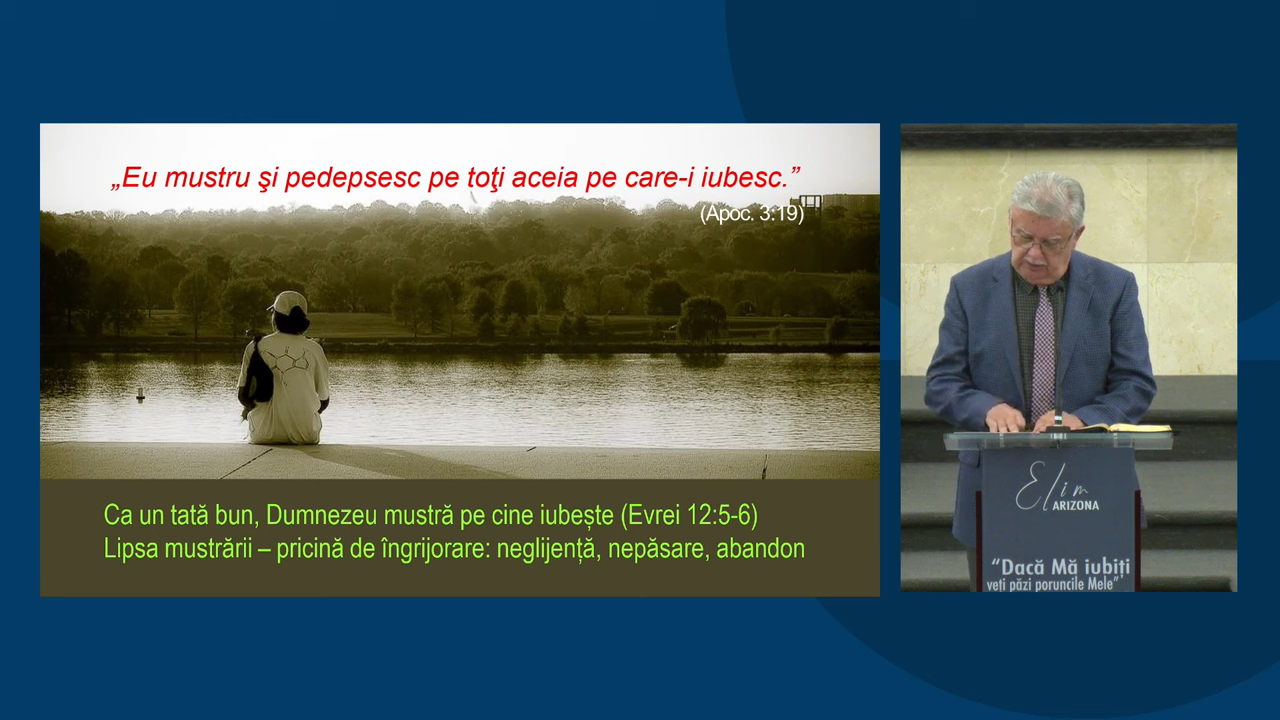 „Eu mustru şi pedepsesc pe toţi aceia pe care-i iubesc.”
(Apoc. 3:19)
Ca un tată bun, Dumnezeu mustră pe cine iubește (Evrei 12:5-6)
Lipsa mustrării – pricină de îngrijorare: neglijență, nepăsare, abandon
Elim
ARIZONA
“Dacă Mă iubiți
veți păzi poruncile Mele”